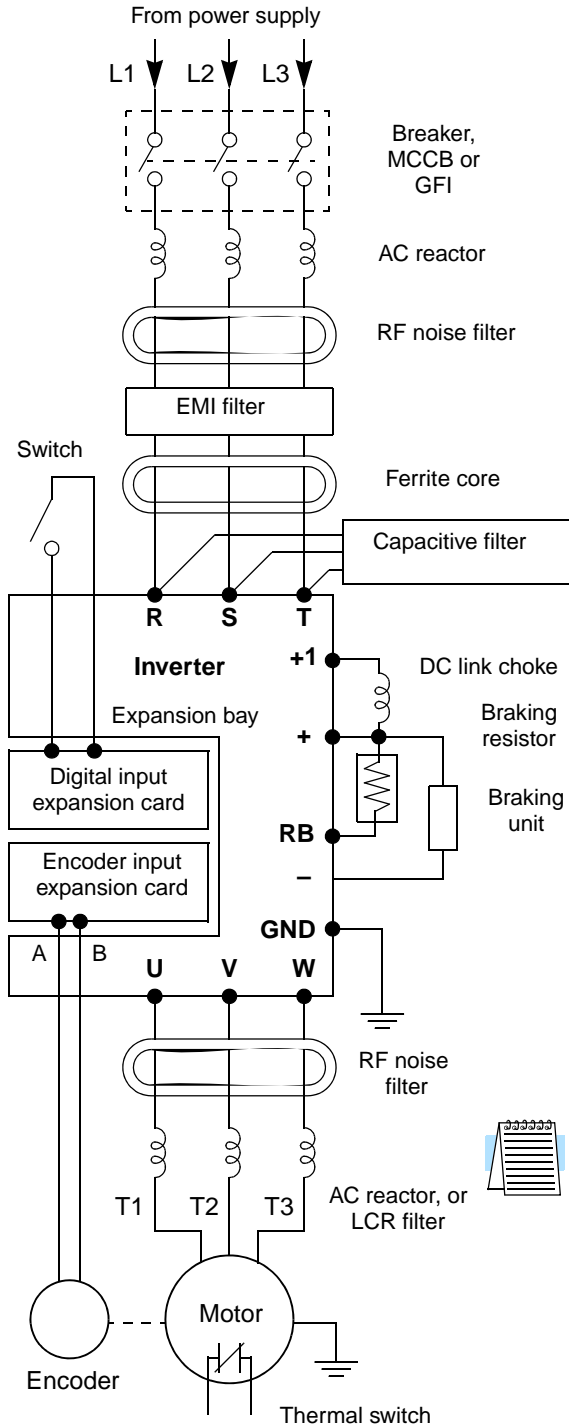 From power supply
L1 L2 L3
Breaker,
MCCB or
GFI
AC reactor
RF noise filter
EMI filter
Switch
Ferrite core
Capacitive filter
R S T
Inverter
+1
DC link choke
Expansion bay
+
Braking
resistor
Digital input
expansion card
Braking
unit
RB
Encoder input
expansion card
–
GND
A B
U V W
RF noise
filter
T1 T2 T3
AC reactor, or
LCR filter
Motor
Encoder
Thermal switch